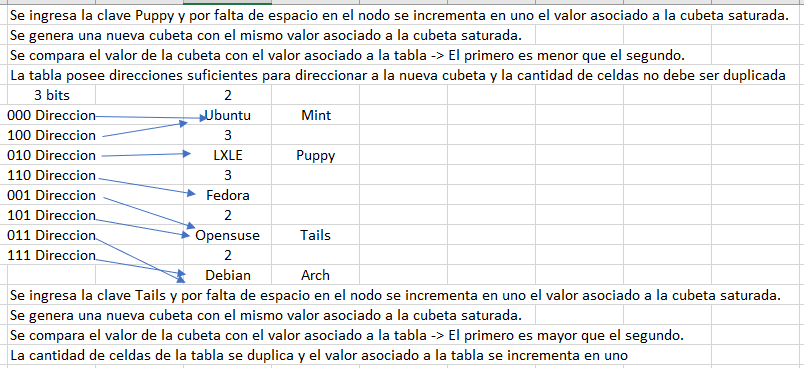 Se ingresa la clave Puppy y por falta de espacio en el nodo se incrementa en uno el valor asociado a la cubeta saturada.
Se genera una nueva cubeta con el mismo valor asociado a la cubeta saturada.
Se compara el valor de la cubeta con el valor asociado a la tabla -> El primero es menor que el segundo.
La tabla posee direcciones suficientes para direccionar a la nueva cubeta y la cantidad de celdas no debe ser duplicada
3 bits 2
000 Direccion Ubuntu Mint
100 Direccion 3
010 Direccion LXLE Puppy
110 Direccion 3
001 Direccion Fedora
101 Direccion 2
011 Direccion Opensuse Tails
111 Direccion 2
Debian Arch
Se ingresa la clave Tails y por falta de espacio en el nodo se incrementa en uno el valor asociado a la cubeta saturada.
Se genera una nueva cubeta con el mismo valor asociado a la cubeta saturada.
Se compara el valor de la cubeta con el valor asociado a la tabla -> El primero es mayor que el segundo.
La cantidad de celdas de la tabla se duplica y el valor asociado a la tabla se incrementa en uno